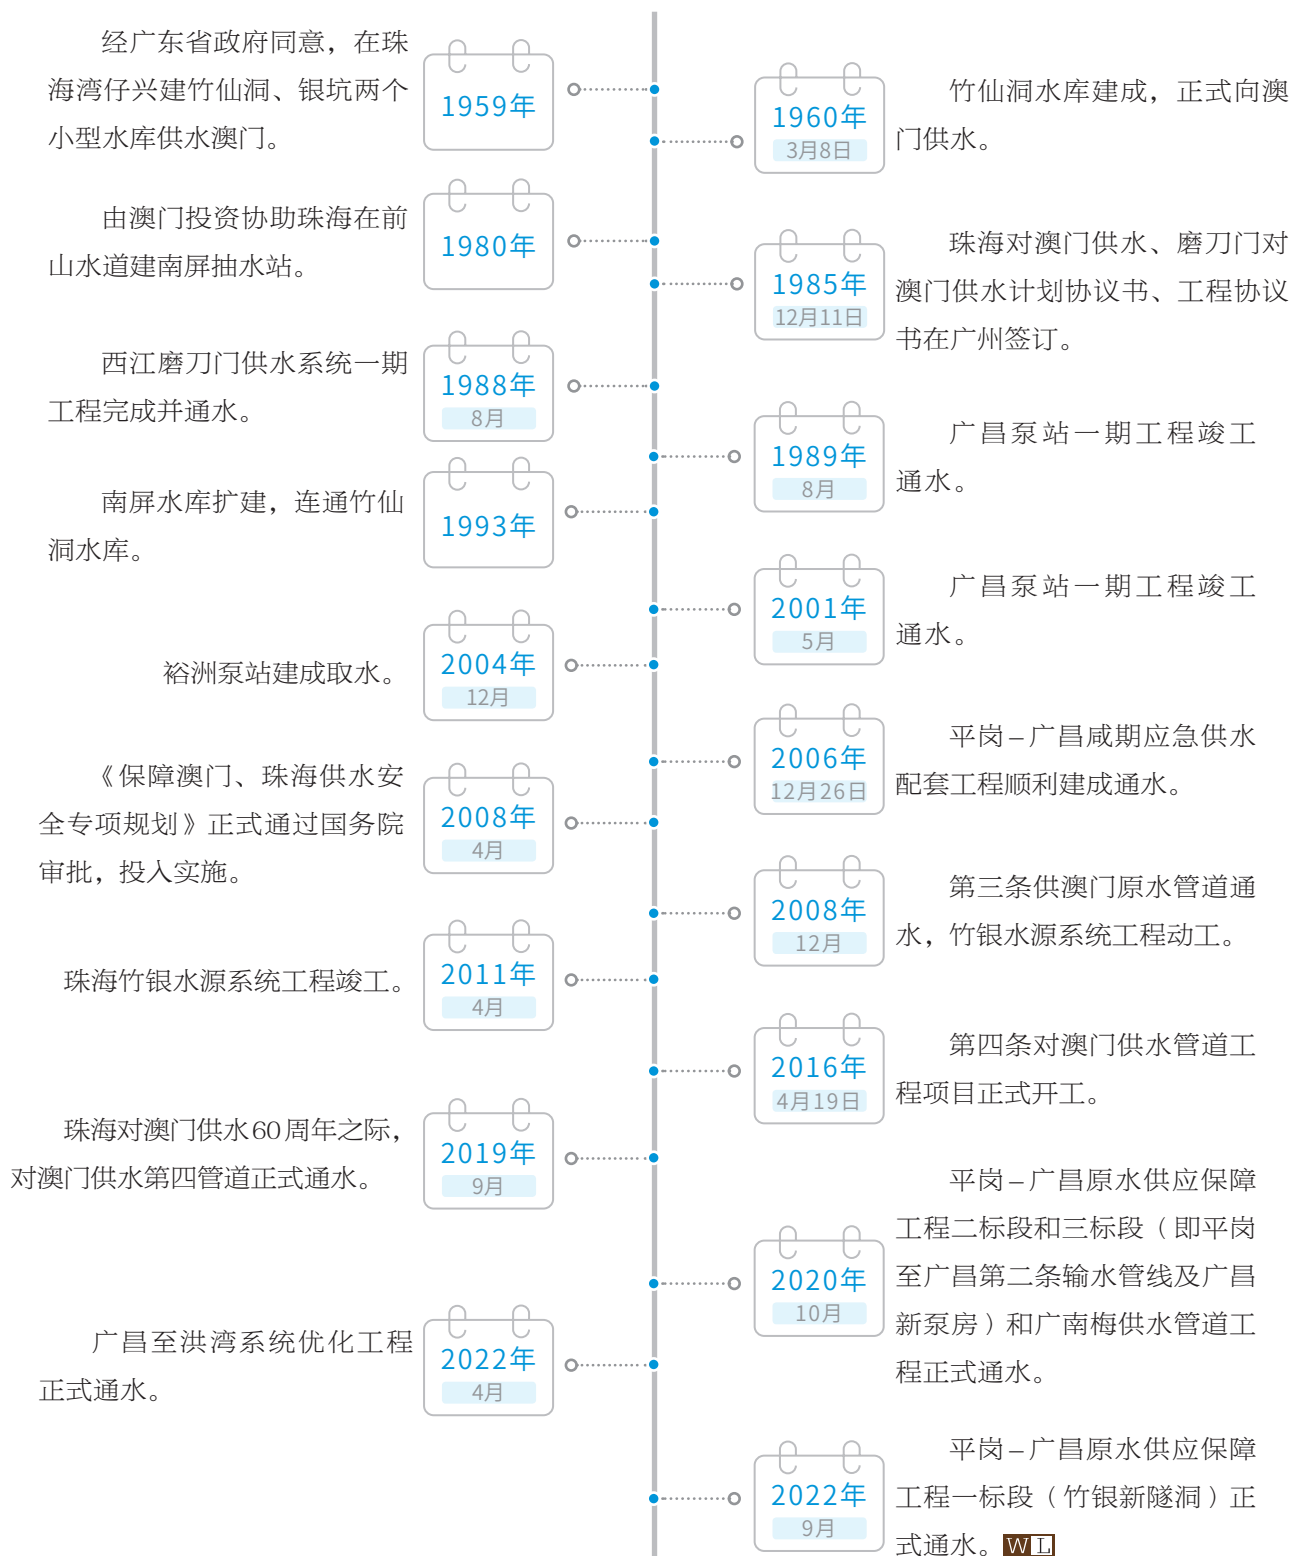 经广东省政府同意，在珠
海湾仔兴建竹仙洞、银坑两个
小型水库供水澳门。
1959年
1960年
3月8日
竹仙洞水库建成，正式向澳
门供水。
由澳门投资协助珠海在前
山水道建南屏抽水站。
1980年
1985年
12月11日
珠海对澳门供水、磨刀门对
澳门供水计划协议书、工程协议
书在广州签订。
西江磨刀门供水系统一期
工程完成并通水。
1988年
8月
1989年
8月
广昌泵站一期工程竣工
通水。
南屏水库扩建，连通竹仙
洞水库。
1993年
2001年
5月
广昌泵站一期工程竣工
通水。
裕洲泵站建成取水。
2004年
12月
2006年
12月26日
平岗–广昌咸期应急供水
配套工程顺利建成通水。
《保障澳门、珠海供水安
全专项规划》正式通过国务院
审批，投入实施。
2008年
4月
2008年
12月
第三条供澳门原水管道通
水，竹银水源系统工程动工。
珠海竹银水源系统工程竣工。
2011年
4月
2016年
4月19日
第四条对澳门供水管道工
程项目正式开工。
珠海对澳门供水60周年之际，
对澳门供水第四管道正式通水。
2019年
9月
2020年
10月
平岗–广昌原水供应保障
工程二标段和三标段（即平岗
至广昌第二条输水管线及广昌
新泵房）和广南梅供水管道工
程正式通水。
广昌至洪湾系统优化工程
正式通水。
2022年
4月
2022年
9月
平岗–广昌原水供应保障
工程一标段（竹银新隧洞）正
式通水。WL